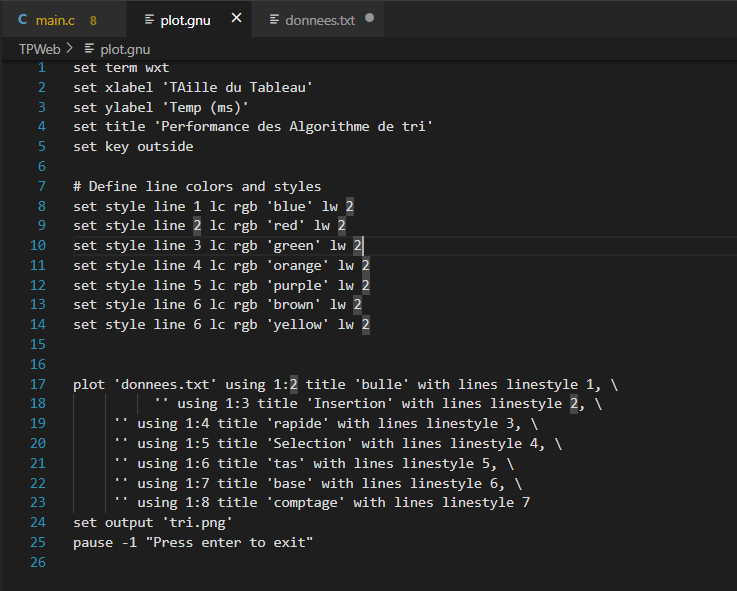 C main.c 8 plot.gnu × donnees.txt ●
TPWeb > plot.gnu
1 set term wxt
2 set xlabel 'TAille du Tableau'
3 set ylabel 'Temp (ms)'
4 set title 'Performance des Algorithme de tri'
5 set key outside
6
7 # Define line colors and styles
8 set style line 1 lc rgb 'blue' lw 2
9 set style line 2 lc rgb 'red' lw 2
10 set style line 3 lc rgb 'green' lw 2
11 set style line 4 lc rgb 'orange' lw 2
12 set style line 5 lc rgb 'purple' lw 2
13 set style line 6 lc rgb 'brown' lw 2
14 set style line 6 lc rgb 'yellow' lw 2
15
16
17 plot 'donnees.txt' using 1:2 title 'bulle' with lines linestyle 1, \
18 '' using 1:3 title 'Insertion' with lines linestyle 2, \
19 '' using 1:4 title 'rapide' with lines linestyle 3, \
20 '' using 1:5 title 'Selection' with lines linestyle 4, \
21 '' using 1:6 title 'tas' with lines linestyle 5, \
22 '' using 1:7 title 'base' with lines linestyle 6, \
23 '' using 1:8 title 'comptage' with lines linestyle 7
24 set output 'tri.png'
25 pause -1 "Press enter to exit"
26